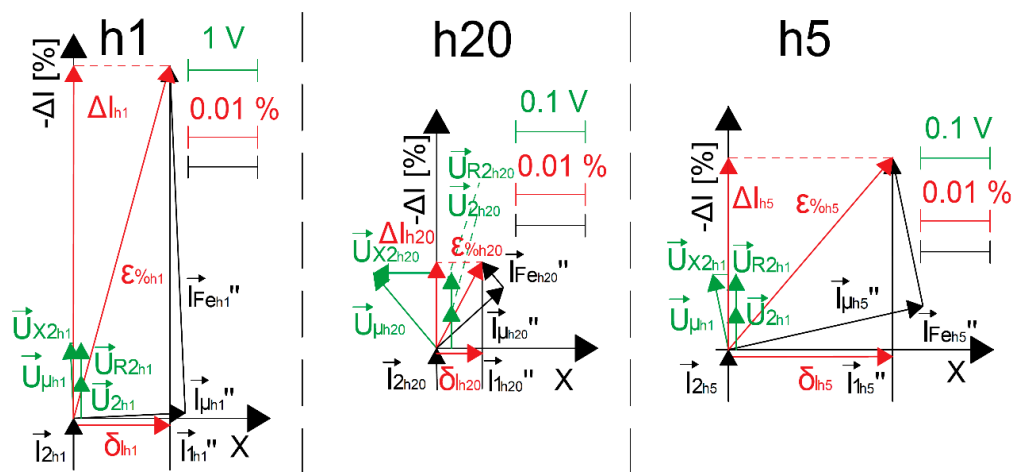 h1
1 V
0.01 %
-ΔI [%]
ΔIh1
ε%h1
IFeh1"
UX2h1
Uμh1
UR2h1
U2h1
Iμh1"
I2h1
δIh1
I1h1"
X
h20
0.1 V
0.01 %
-ΔI [%]
UR2h20
U2h20
ΔIh20
ε%h20
UX2h20
IFeh20"
Uμh20
Iμh20"
I2h20
δIh20
I1h20"
X
h5
0.1 V
0.01 %
-ΔI [%]
ΔIh5
ε%h5
UX2h1
UR2h1
Uμh1
U2h1
Iμh5"
IFeh5"
I2h5
δIh5
I1h5"
X